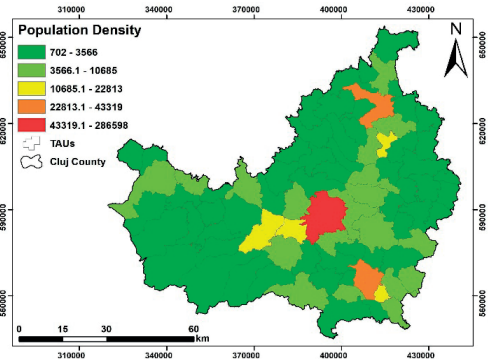 310000 340000 370000 400000 430000
N
Population Density
702 - 3566
3566.1 - 10685
10685.1 - 22813
22813.1 - 43319
43319.1 - 286598
TAUs
Cluj County
650000
620000
590000
560000
650000
620000
590000
560000
0 15 30 60
km
310000 340000 370000 400000 430000